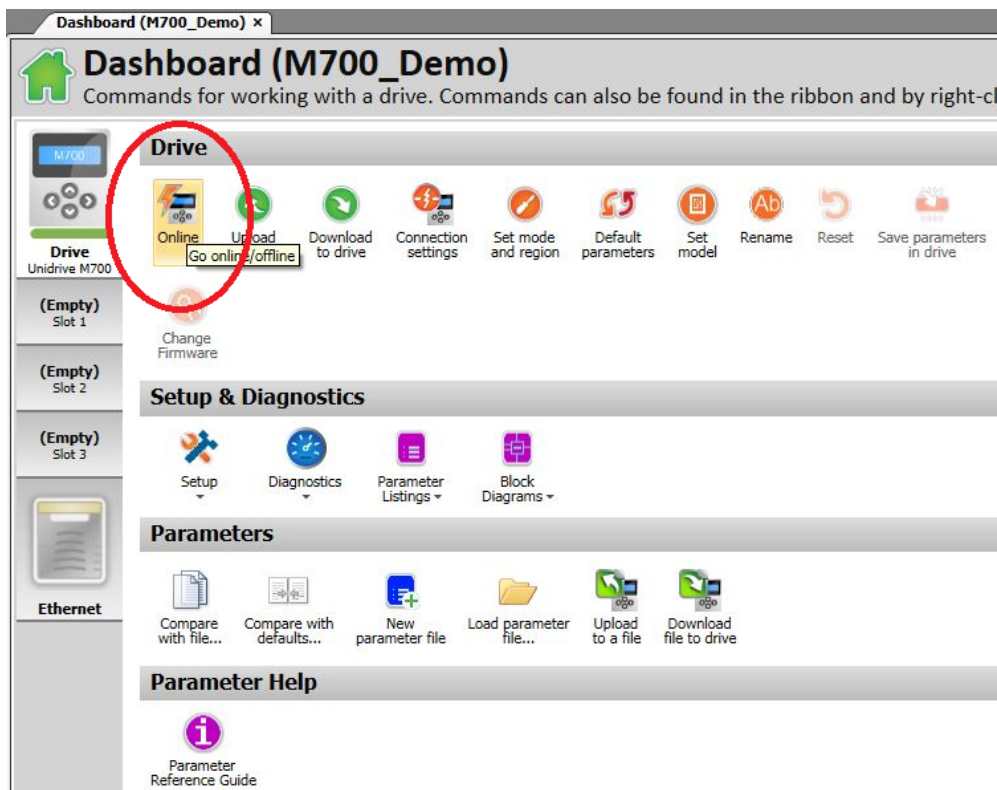 Dashboard (M700_Demo) ×
Dashboard (M700_Demo)
Commands for working with a drive. Commands can also be found in the ribbon and by right-cl
M700
Drive
Unidrive M700
(Empty)
Slot 1
(Empty)
Slot 2
(Empty)
Slot 3
Ethernet
Drive
Online
Upload
Go online/offline
Download
to drive
Connection
settings
Set mode
and region
Default
parameters
Set
model
Ab
Rename
Reset
Save parameters
in drive
Change
Firmware
Setup & Diagnostics
Setup
Diagnostics
Parameter
Listings
Block
Diagrams
Parameters
Compare
with file...
Compare with
defaults...
New
parameter file
Load parameter
file...
Upload
to a file
Download
file to drive
Parameter Help
Parameter
Reference Guide